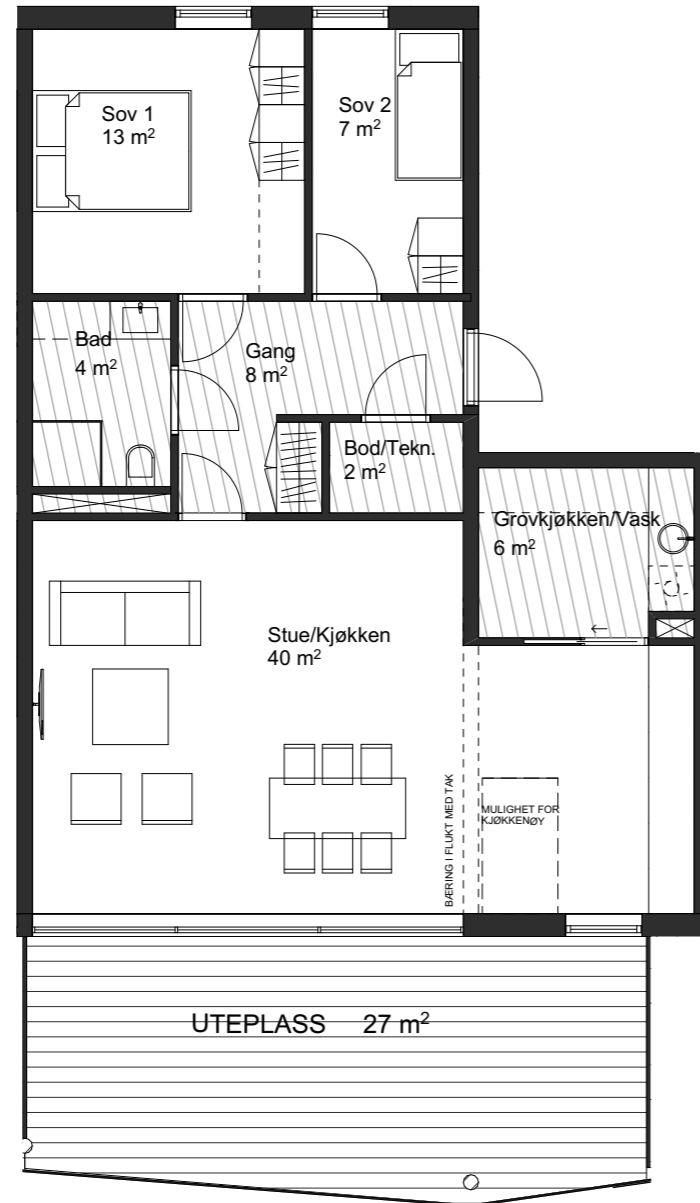 Sov 1
13 m²
Sov 2
7 m²
Bad
4 m²
Gang
8 m²
Bod/Tekn.
2 m²
Grovkjøkken/Vask
6 m²
Stue/Kjøkken
40 m²
BÆRING I FLUKT MED TAK
MULIGHET FOR
KJØKKENØY
UTEPLASS 27 m²